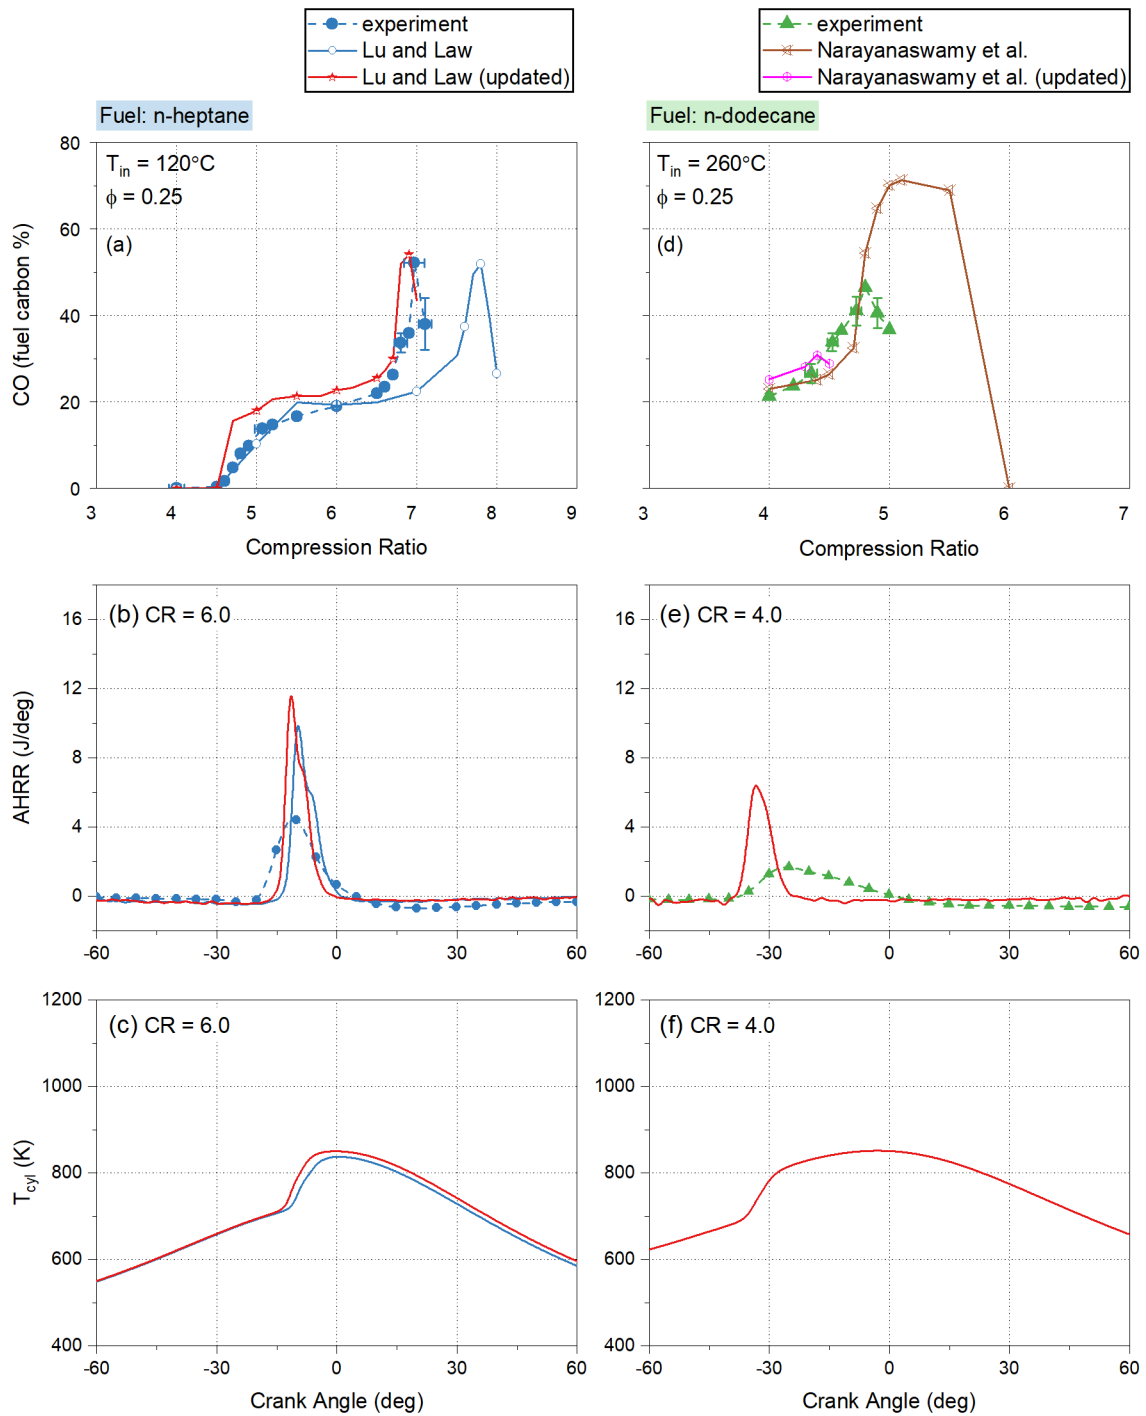 experiment
Lu and Law
Lu and Law (updated)
experiment
Narayanaswamy et al.
Narayanaswamy et al. (updated)
Fuel: n-heptane
Fuel: n-dodecane
80
60
40
20
0
CO (fuel carbon %)
T_in = 120°C
ϕ = 0.25
(a)
3 4 5 6 7 8 9
Compression Ratio
T_in = 260°C
ϕ = 0.25
(d)
3 4 5 6 7
Compression Ratio
16
12
8
4
0
AHRR (J/deg)
(b) CR = 6.0
-60 -30 0 30 60
16
12
8
4
0
(e) CR = 4.0
-60 -30 0 30 60
1200
1000
800
600
400
T_cyl (K)
(c) CR = 6.0
-60 -30 0 30 60
Crank Angle (deg)
1200
1000
800
600
400
(f) CR = 4.0
-60 -30 0 30 60
Crank Angle (deg)